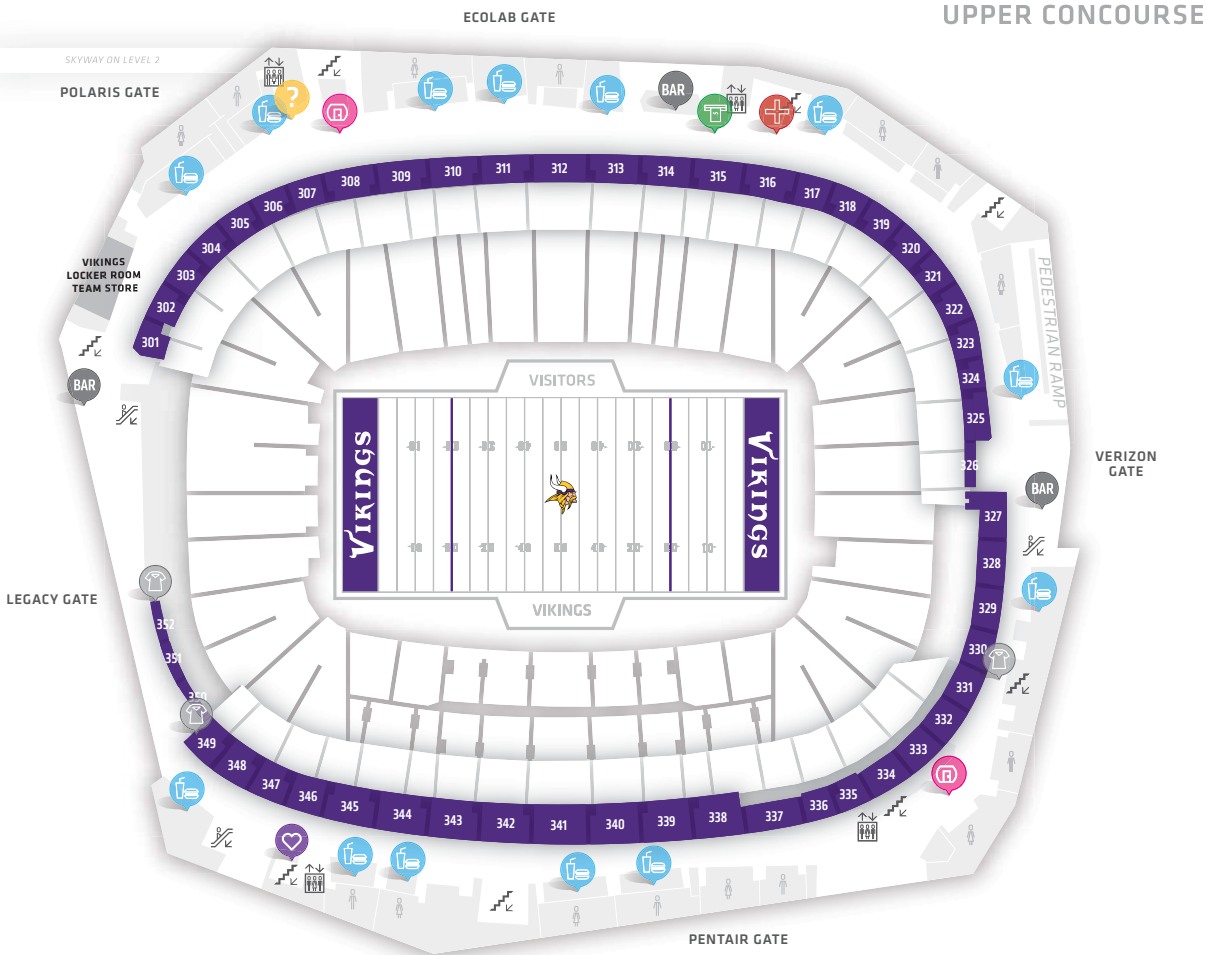 ECOLAB GATE
UPPER CONCOURSE
SKYWAY ON LEVEL 2
POLARIS GATE
?
BAR
301
302
303
304
305
306
307
308
309
310
311
312
313
314
315
316
317
318
319
320
321
322
323
324
325
326
327
328
329
330
331
332
333
334
335
336
337
338
339
340
341
342
343
344
345
346
347
348
349
350
351
352
VIKINGS
LOCKER ROOM
TEAM STORE
BAR
PEDESTRIAN RAMP
VISITORS
VIKINGS
VIKINGS
VIKINGS
VERIZON
GATE
BAR
LEGACY GATE
PENTAIR GATE